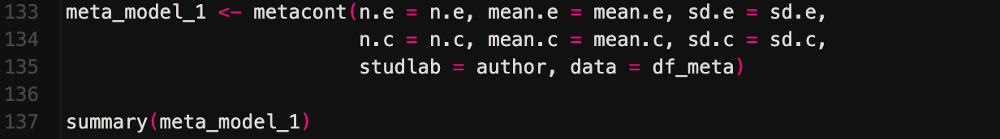 133 meta_model_1 <- metacont(n.e = n.e, mean.e = mean.e, sd.e = sd.e,
134                          n.c = n.c, mean.c = mean.c, sd.c = sd.c,
135                          studlab = author, data = df_meta)
136
137 summary(meta_model_1)